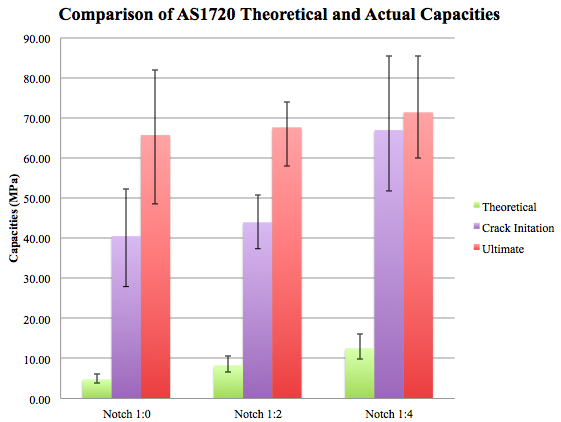 Comparison of AS1720 Theoretical and Actual Capacities
90.00
80.00
70.00
60.00
50.00
40.00
30.00
20.00
10.00
0.00
Capacities (MPa)
Notch 1:0
Notch 1:2
Notch 1:4
Theoretical
Crack Initation
Ultimate